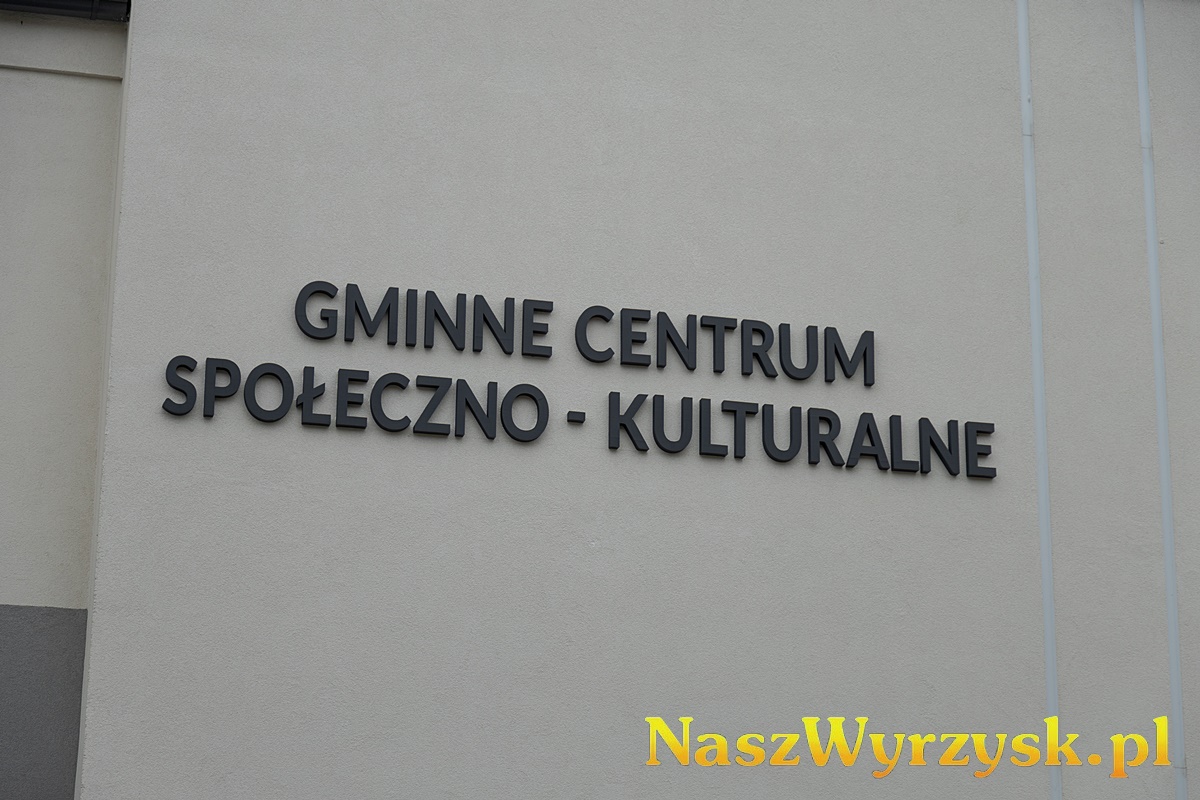 GMINNE CENTRUM
SPOŁECZNO - KULTURALNE
NaszWyrzysk.pl